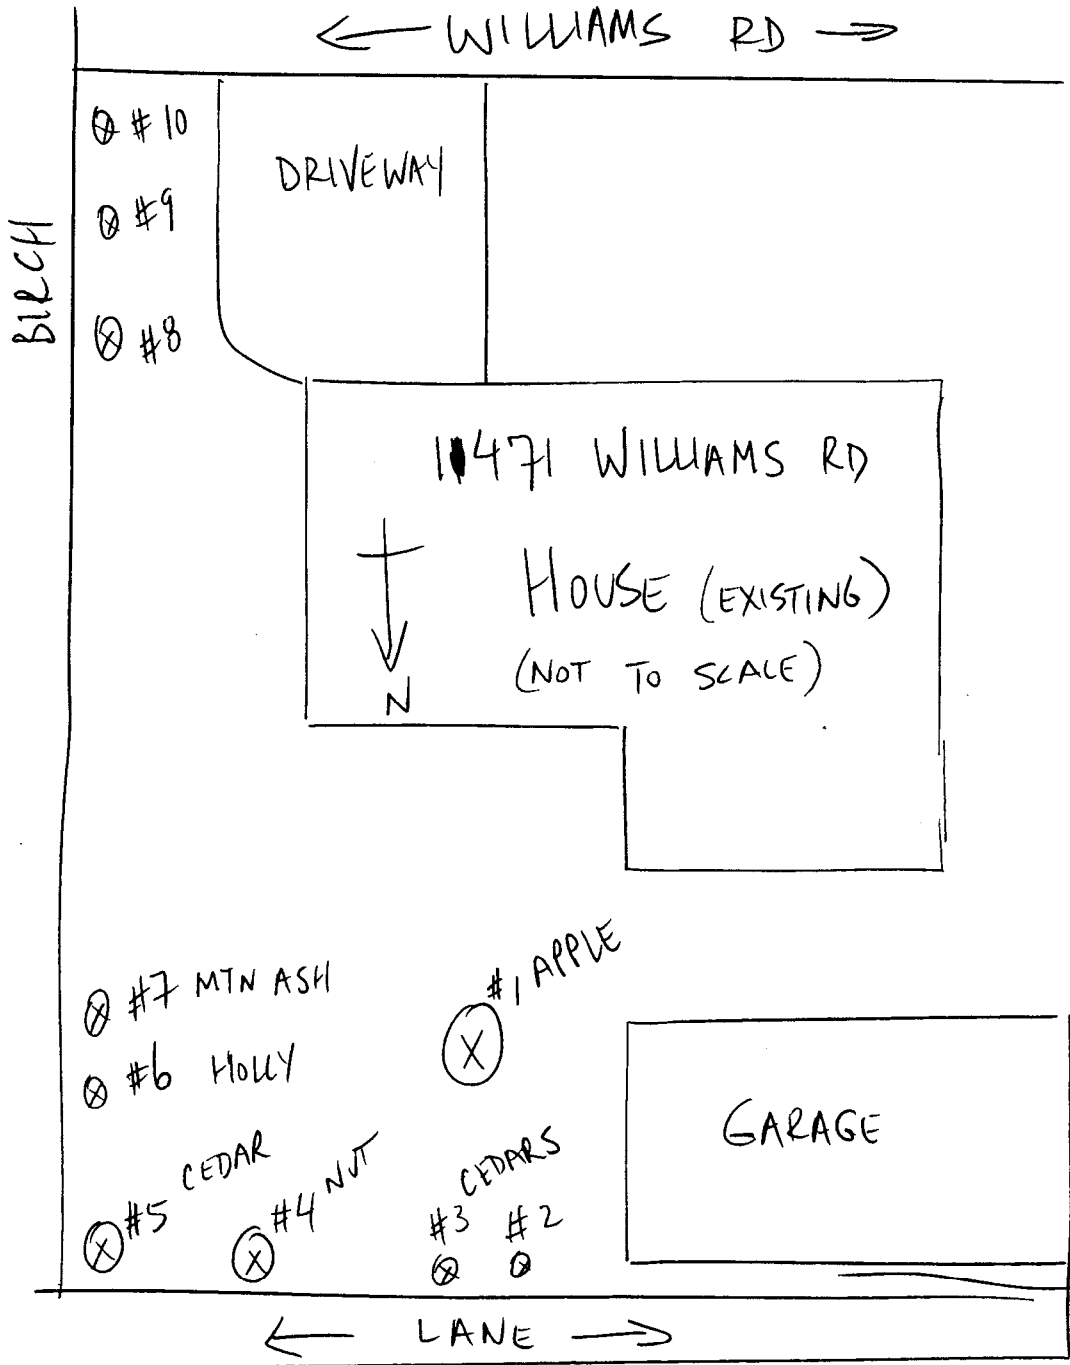 ← WILLIAMS RD →
#10
DRIVEWAY
#9
BIRCH
#8
11471 WILLIAMS RD
HOUSE (EXISTING)
(NOT TO SCALE)
N
#1 APPLE
#7 MTN ASH
#6 HOLLY
GARAGE
#5 CEDAR
#4 NUT
CEDARS
#3 #2
← LANE →